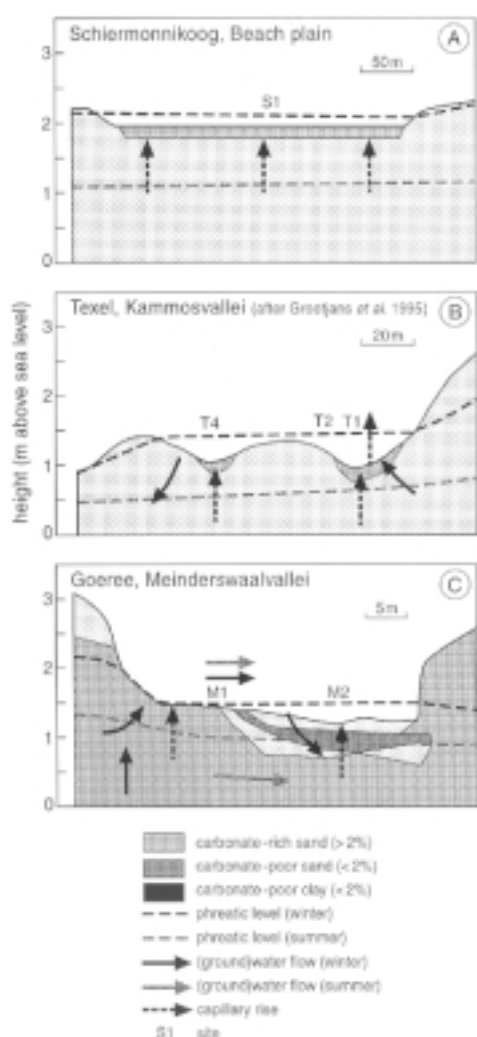 Schiermonnikoog, Beach plain
A
50m
S1
3
2
1
0
Texel, Kammosvallei (after Grootjans et al. 1995)
B
20m
T4
T2 T1
3
2
1
0
height (m above sea level)
Goeree, Meinderswaalvallei
C
5m
M1
M2
3
2
1
0
carbonate-rich sand (>2%)
carbonate-poor sand (<2%)
carbonate-poor clay (<2%)
phreatic level (winter)
phreatic level (summer)
(ground)water flow (winter)
(ground)water flow (summer)
capillary rise
S1 site